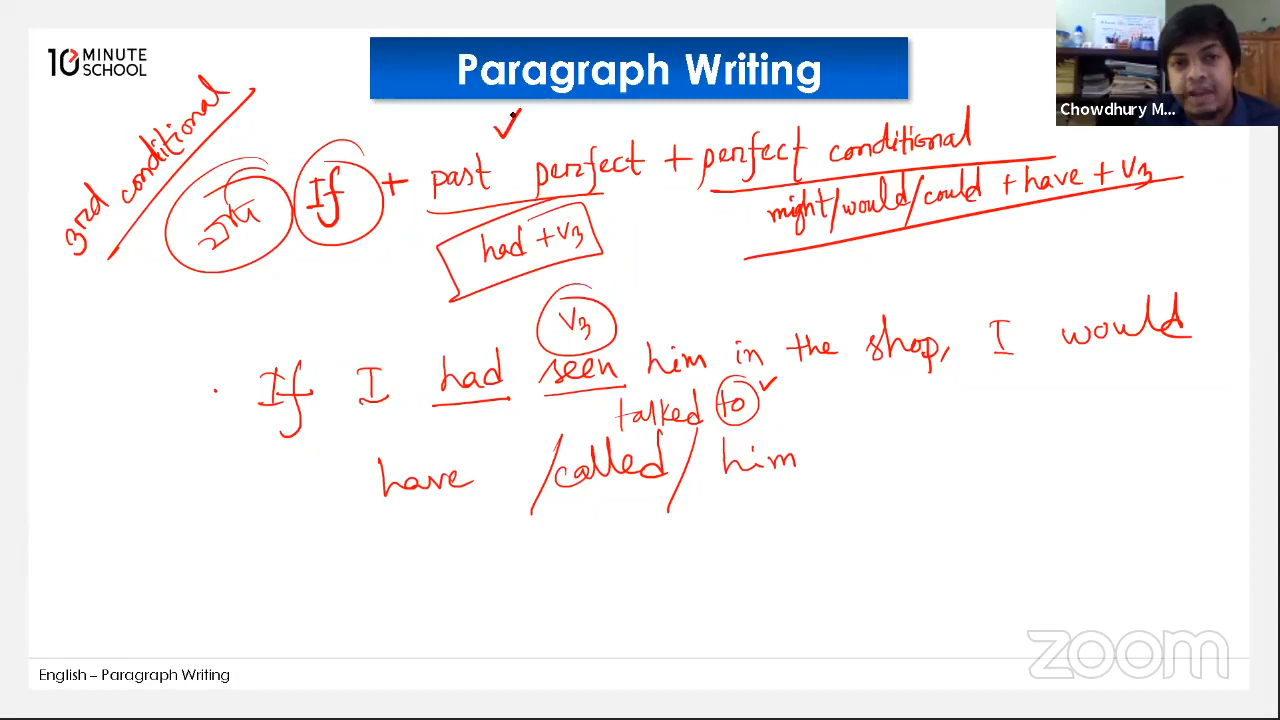 10 MINUTE SCHOOL
Paragraph Writing
Chowdhury M...
3rd conditional
যদি If + past perfect + perfect conditional
had + v3
might/would/could + have + v3
v3
If I had seen him in the shop, I would
talked to
have /called/ him
zoom
English – Paragraph Writing